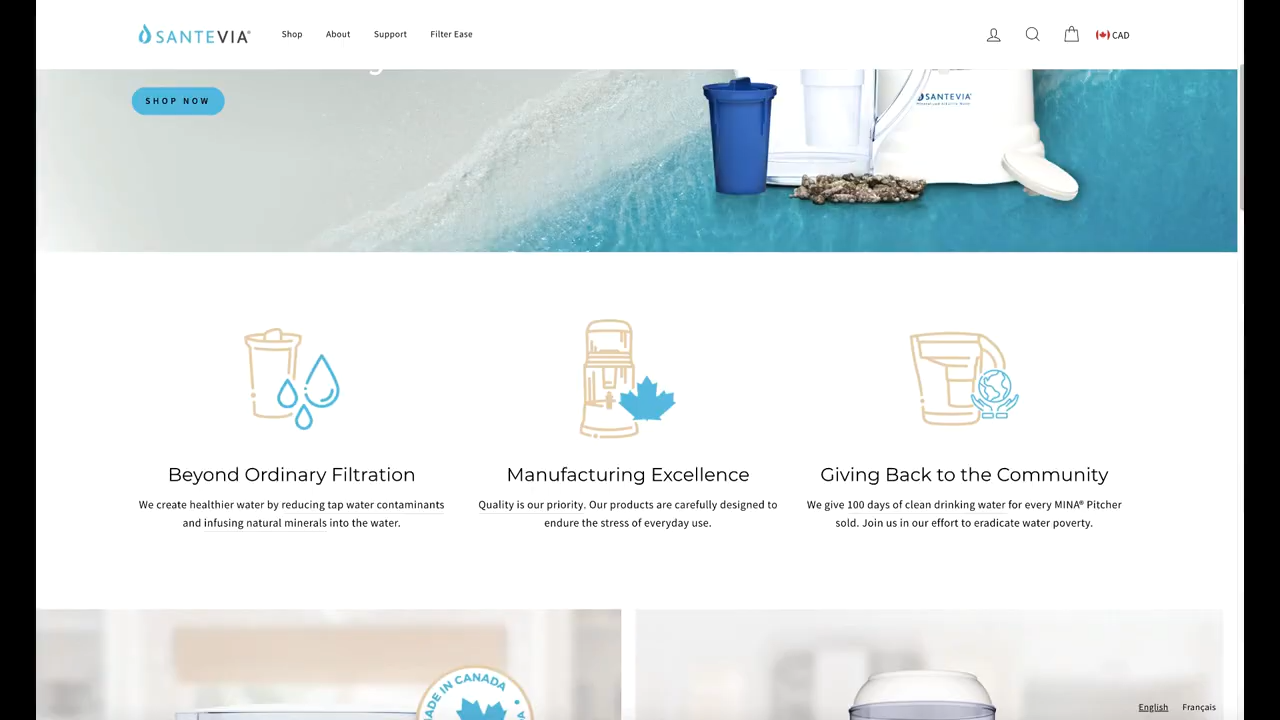 SANTEVIA®
Shop
About
Support
Filter Ease
CAD
SHOP NOW
SANTEVIA
Beyond Ordinary Filtration
We create healthier water by reducing tap water contaminants
and infusing natural minerals into the water.
Manufacturing Excellence
Quality is our priority. Our products are carefully designed to
endure the stress of everyday use.
Giving Back to the Community
We give 100 days of clean drinking water for every MINA® Pitcher
sold. Join us in our effort to eradicate water poverty.
IN CANADA
English
Français